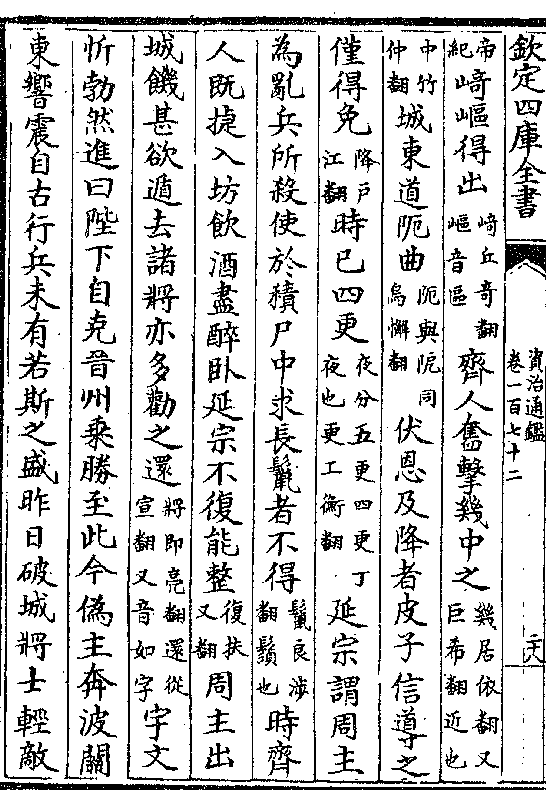 欽定四庫全書
資治通鑑
卷一百七十二
二十八
帝紀崎嶇得出崎丘奇翻嶇音區齊人奮擊幾中之幾居依翻又巨希翻近也
中竹仲翻城東道阨曲阨與阸同烏懈翻伏恩及降者皮子信導之
僅得免降戶江翻時已四更夜分五更四更丁夜也更工衡翻延宗謂周主
為亂兵所殺使於積尸中求長鬛者不得鬛良涉翻鬚也時齊
人既捷入坊飲酒盡醉卧延宗不復能整復扶又翻周主出
城饑甚欲遁去諸將亦多勸之還將即亮翻還從宣翻又音如字宇文
忻勃然進曰陛下自克晉州乗勝至此今偽主奔波關
東響震自古行兵未有若斯之盛昨日破城將士輕敵